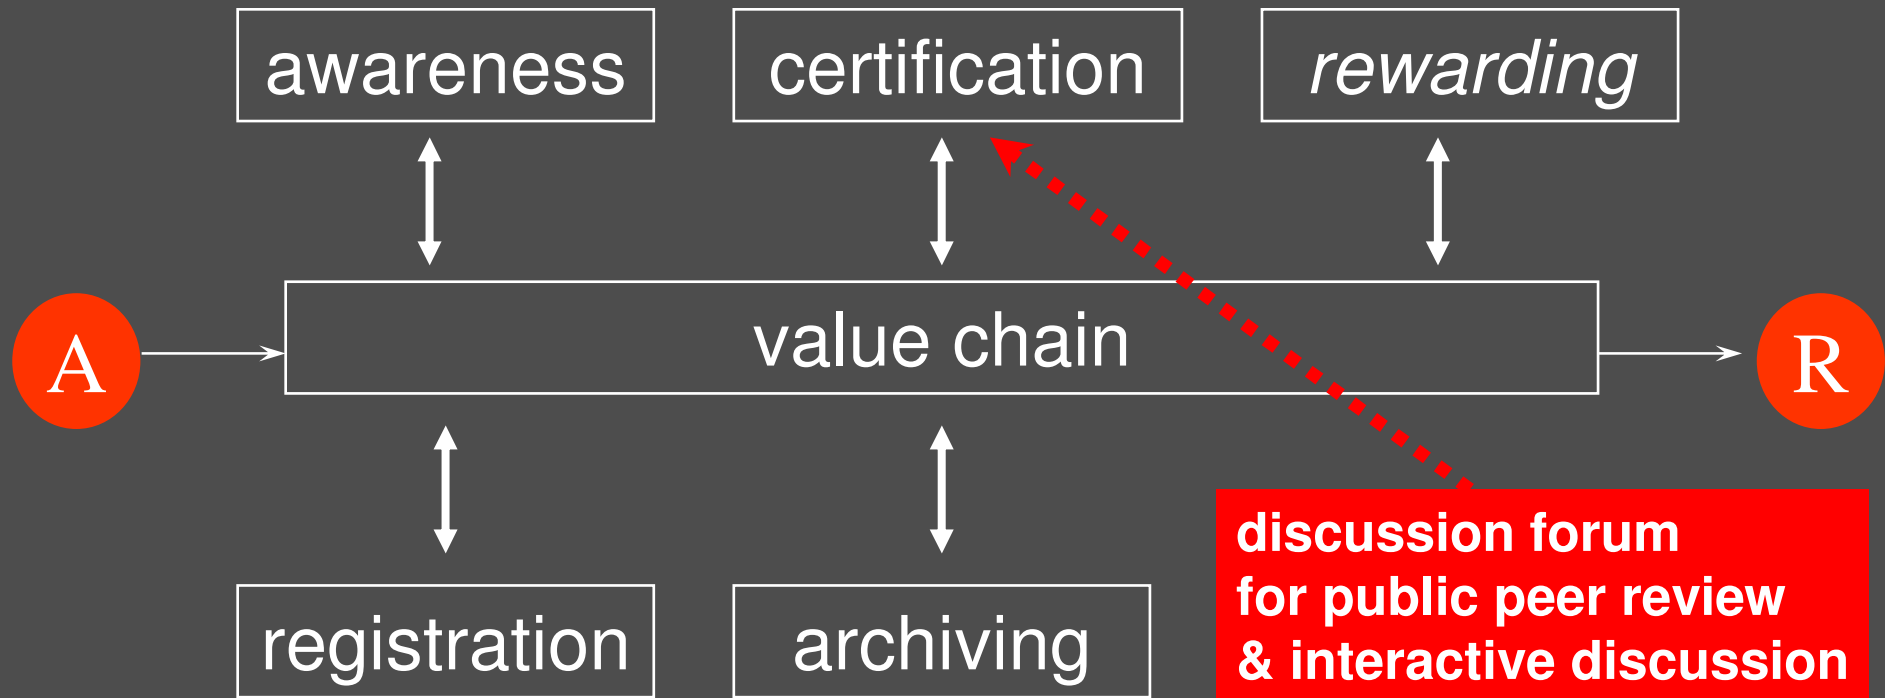 awareness
certification
rewarding
A
value chain
R
registration
archiving
discussion forum
for public peer review
& interactive discussion